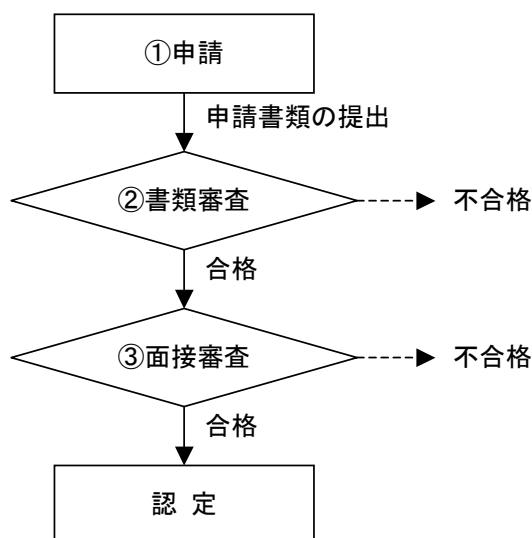 ①申請
申請書類の提出
②書類審査
不合格
合格
③面接審査
不合格
合格
認 定